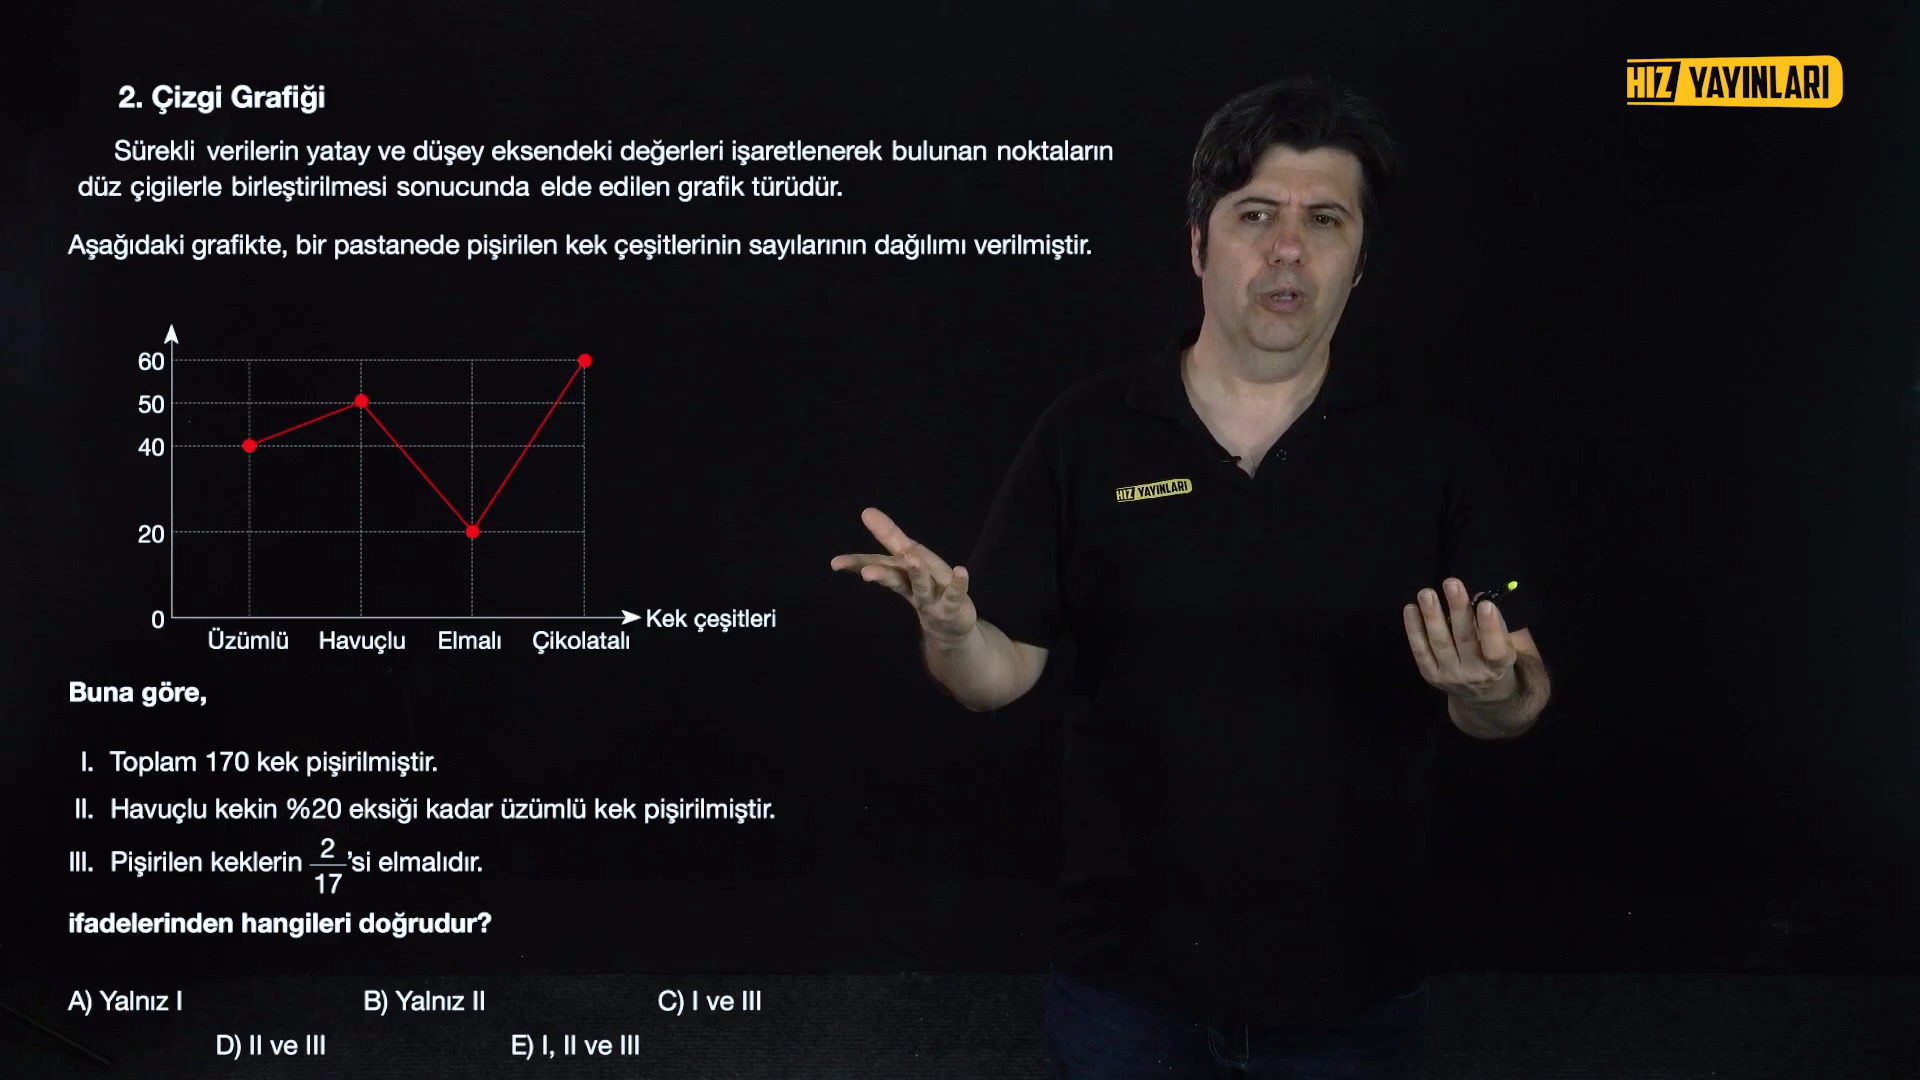 HIZ YAYINLARI
2. Çizgi Grafiği
Sürekli verilerin yatay ve düşey eksendeki değerleri işaretlenerek bulunan noktaların
düz çigilerle birleştirilmesi sonucunda elde edilen grafik türüdür.
Aşağıdaki grafikte, bir pastanede pişirilen kek çeşitlerinin sayılarının dağılımı verilmiştir.
60
50
40
20
0
Kek çeşitleri
Üzümlü Havuçlu Elmalı Çikolatalı
HIZ YAYINLARI
Buna göre,
I. Toplam 170 kek pişirilmiştir.
II. Havuçlu kekin %20 eksiği kadar üzümlü kek pişirilmiştir.
III. Pişirilen keklerin 2/17 'si elmalıdır.
ifadelerinden hangileri doğrudur?
A) Yalnız I B) Yalnız II C) I ve III
D) II ve III E) I, II ve III